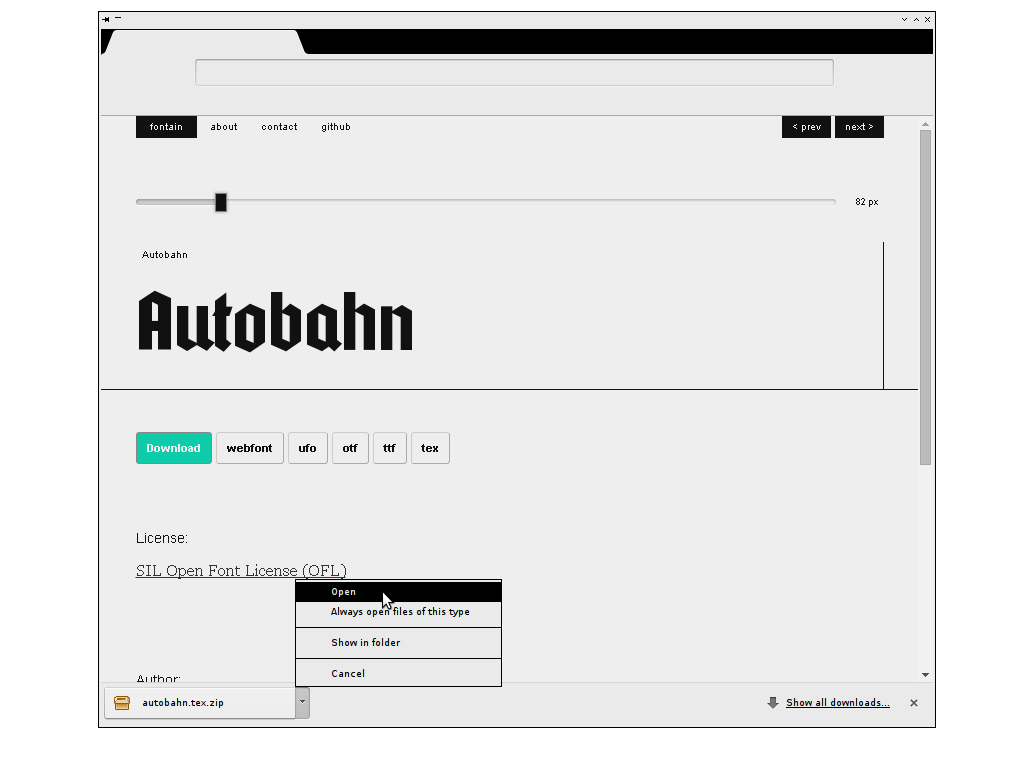 fontain about contact github < prev next >
82 px
Autobahn
Autobahn
Download webfont ufo otf ttf tex
License:
SIL Open Font License (OFL)
Open
Always open files of this type
Show in folder
Cancel
Author:
autobahn.tex.zip Show all downloads...